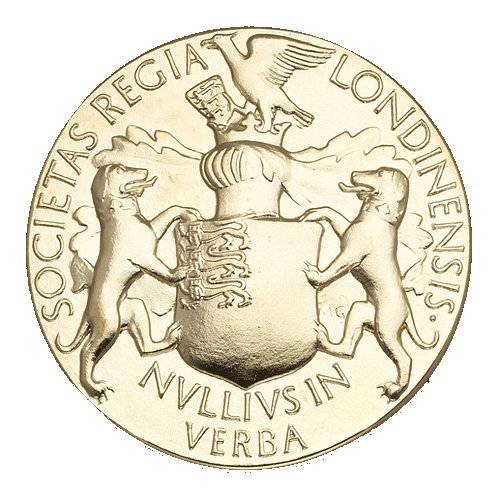 SOCIETAS REGIA LONDINENSIS·
NVLLIVS IN
VERBA